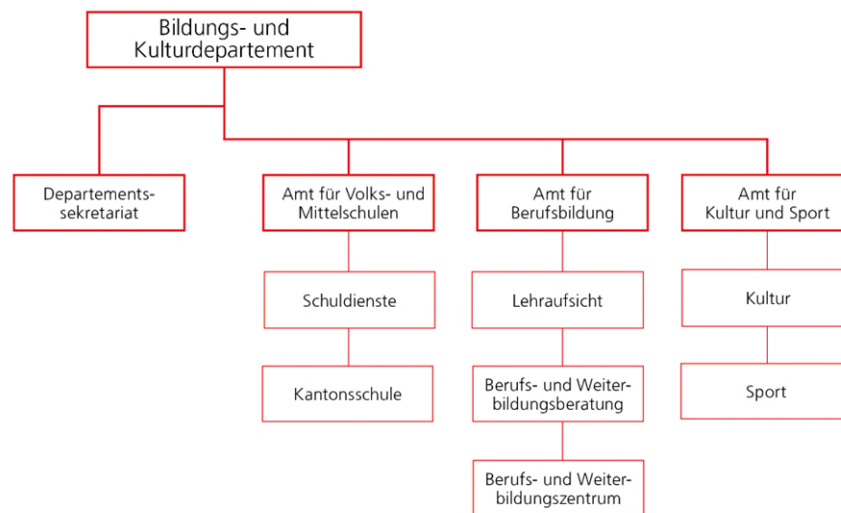 Bildungs- und
Kulturdepartement
Departements-
sekretariat
Amt für Volks- und
Mittelschulen
Amt für
Berufsbildung
Amt für
Kultur und Sport
Schuldienste
Lehraufsicht
Kultur
Kantonsschule
Berufs- und Weiter-
bildungsberatung
Sport
Berufs- und Weiter-
bildungszentrum